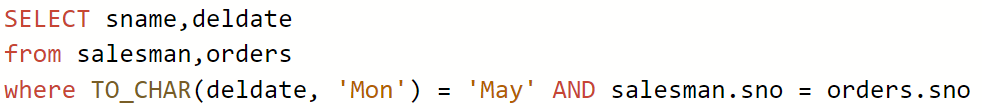 SELECT sname,deldate
from salesman,orders
where TO_CHAR(deldate, 'Mon') = 'May' AND salesman.sno = orders.sno